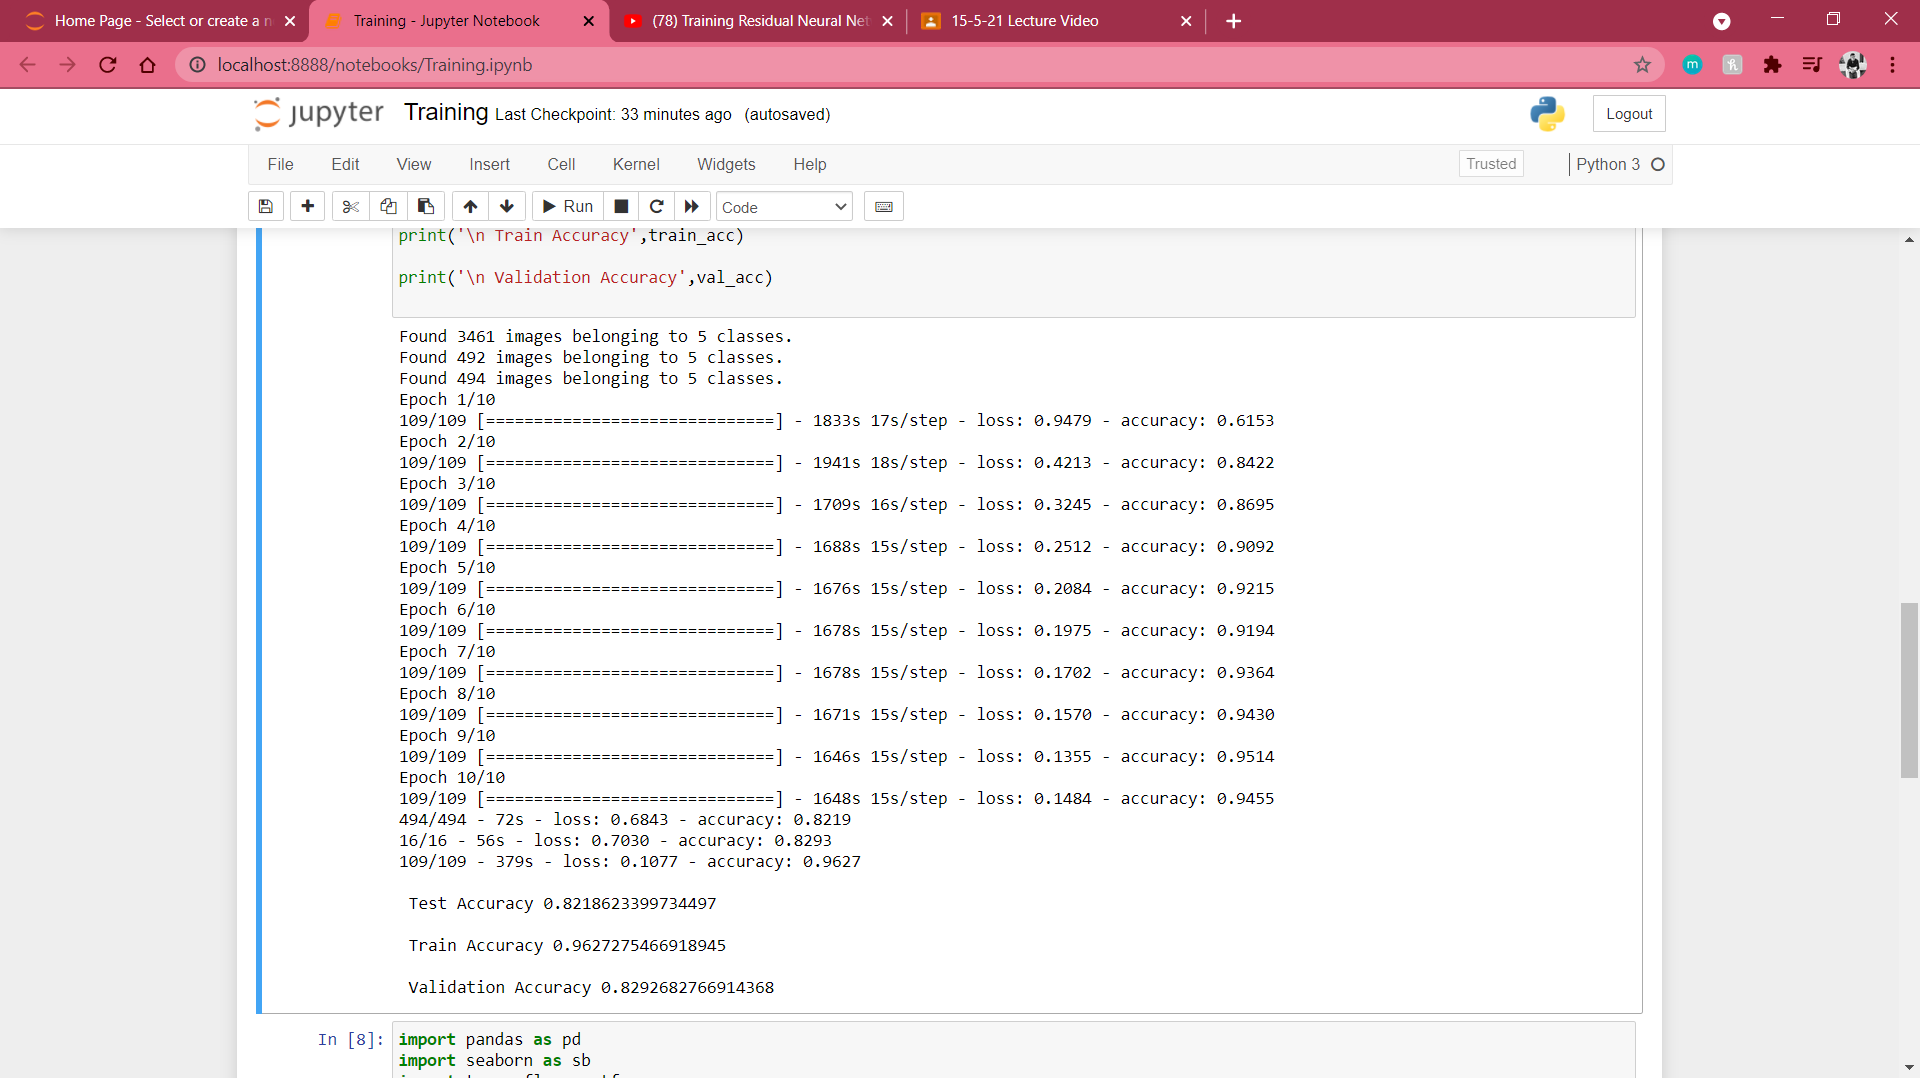 Home Page - Select or create a n
Training - Jupyter Notebook
(78) Training Residual Neural Net
15-5-21 Lecture Video
localhost:8888/notebooks/Training.ipynb
jupyter Training Last Checkpoint: 33 minutes ago (autosaved)
Logout
File Edit View Insert Cell Kernel Widgets Help
Trusted
Python 3
Run
Code
print('\n Train Accuracy',train_acc)
print('\n Validation Accuracy',val_acc)
Found 3461 images belonging to 5 classes.
Found 492 images belonging to 5 classes.
Found 494 images belonging to 5 classes.
Epoch 1/10
109/109 [==============================] - 1833s 17s/step - loss: 0.9479 - accuracy: 0.6153
Epoch 2/10
109/109 [==============================] - 1941s 18s/step - loss: 0.4213 - accuracy: 0.8422
Epoch 3/10
109/109 [==============================] - 1709s 16s/step - loss: 0.3245 - accuracy: 0.8695
Epoch 4/10
109/109 [==============================] - 1688s 15s/step - loss: 0.2512 - accuracy: 0.9092
Epoch 5/10
109/109 [==============================] - 1676s 15s/step - loss: 0.2084 - accuracy: 0.9215
Epoch 6/10
109/109 [==============================] - 1678s 15s/step - loss: 0.1975 - accuracy: 0.9194
Epoch 7/10
109/109 [==============================] - 1678s 15s/step - loss: 0.1702 - accuracy: 0.9364
Epoch 8/10
109/109 [==============================] - 1671s 15s/step - loss: 0.1570 - accuracy: 0.9430
Epoch 9/10
109/109 [==============================] - 1646s 15s/step - loss: 0.1355 - accuracy: 0.9514
Epoch 10/10
109/109 [==============================] - 1648s 15s/step - loss: 0.1484 - accuracy: 0.9455
494/494 - 72s - loss: 0.6843 - accuracy: 0.8219
16/16 - 56s - loss: 0.7030 - accuracy: 0.8293
109/109 - 379s - loss: 0.1077 - accuracy: 0.9627
Test Accuracy 0.8218623399734497
Train Accuracy 0.9627275466918945
Validation Accuracy 0.8292682766914368
In [8]: import pandas as pd
import seaborn as sb